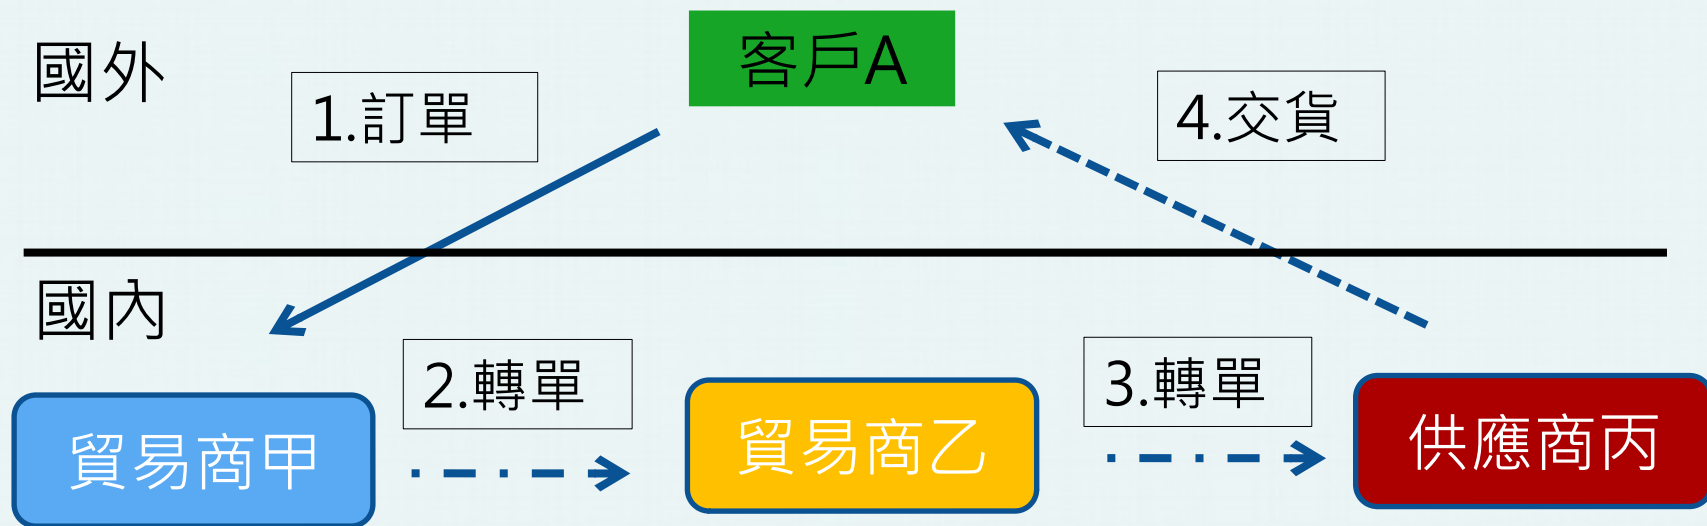 國外
客戶A
1.訂單
4.交貨
國內
2.轉單
3.轉單
貿易商甲
貿易商乙
供應商丙